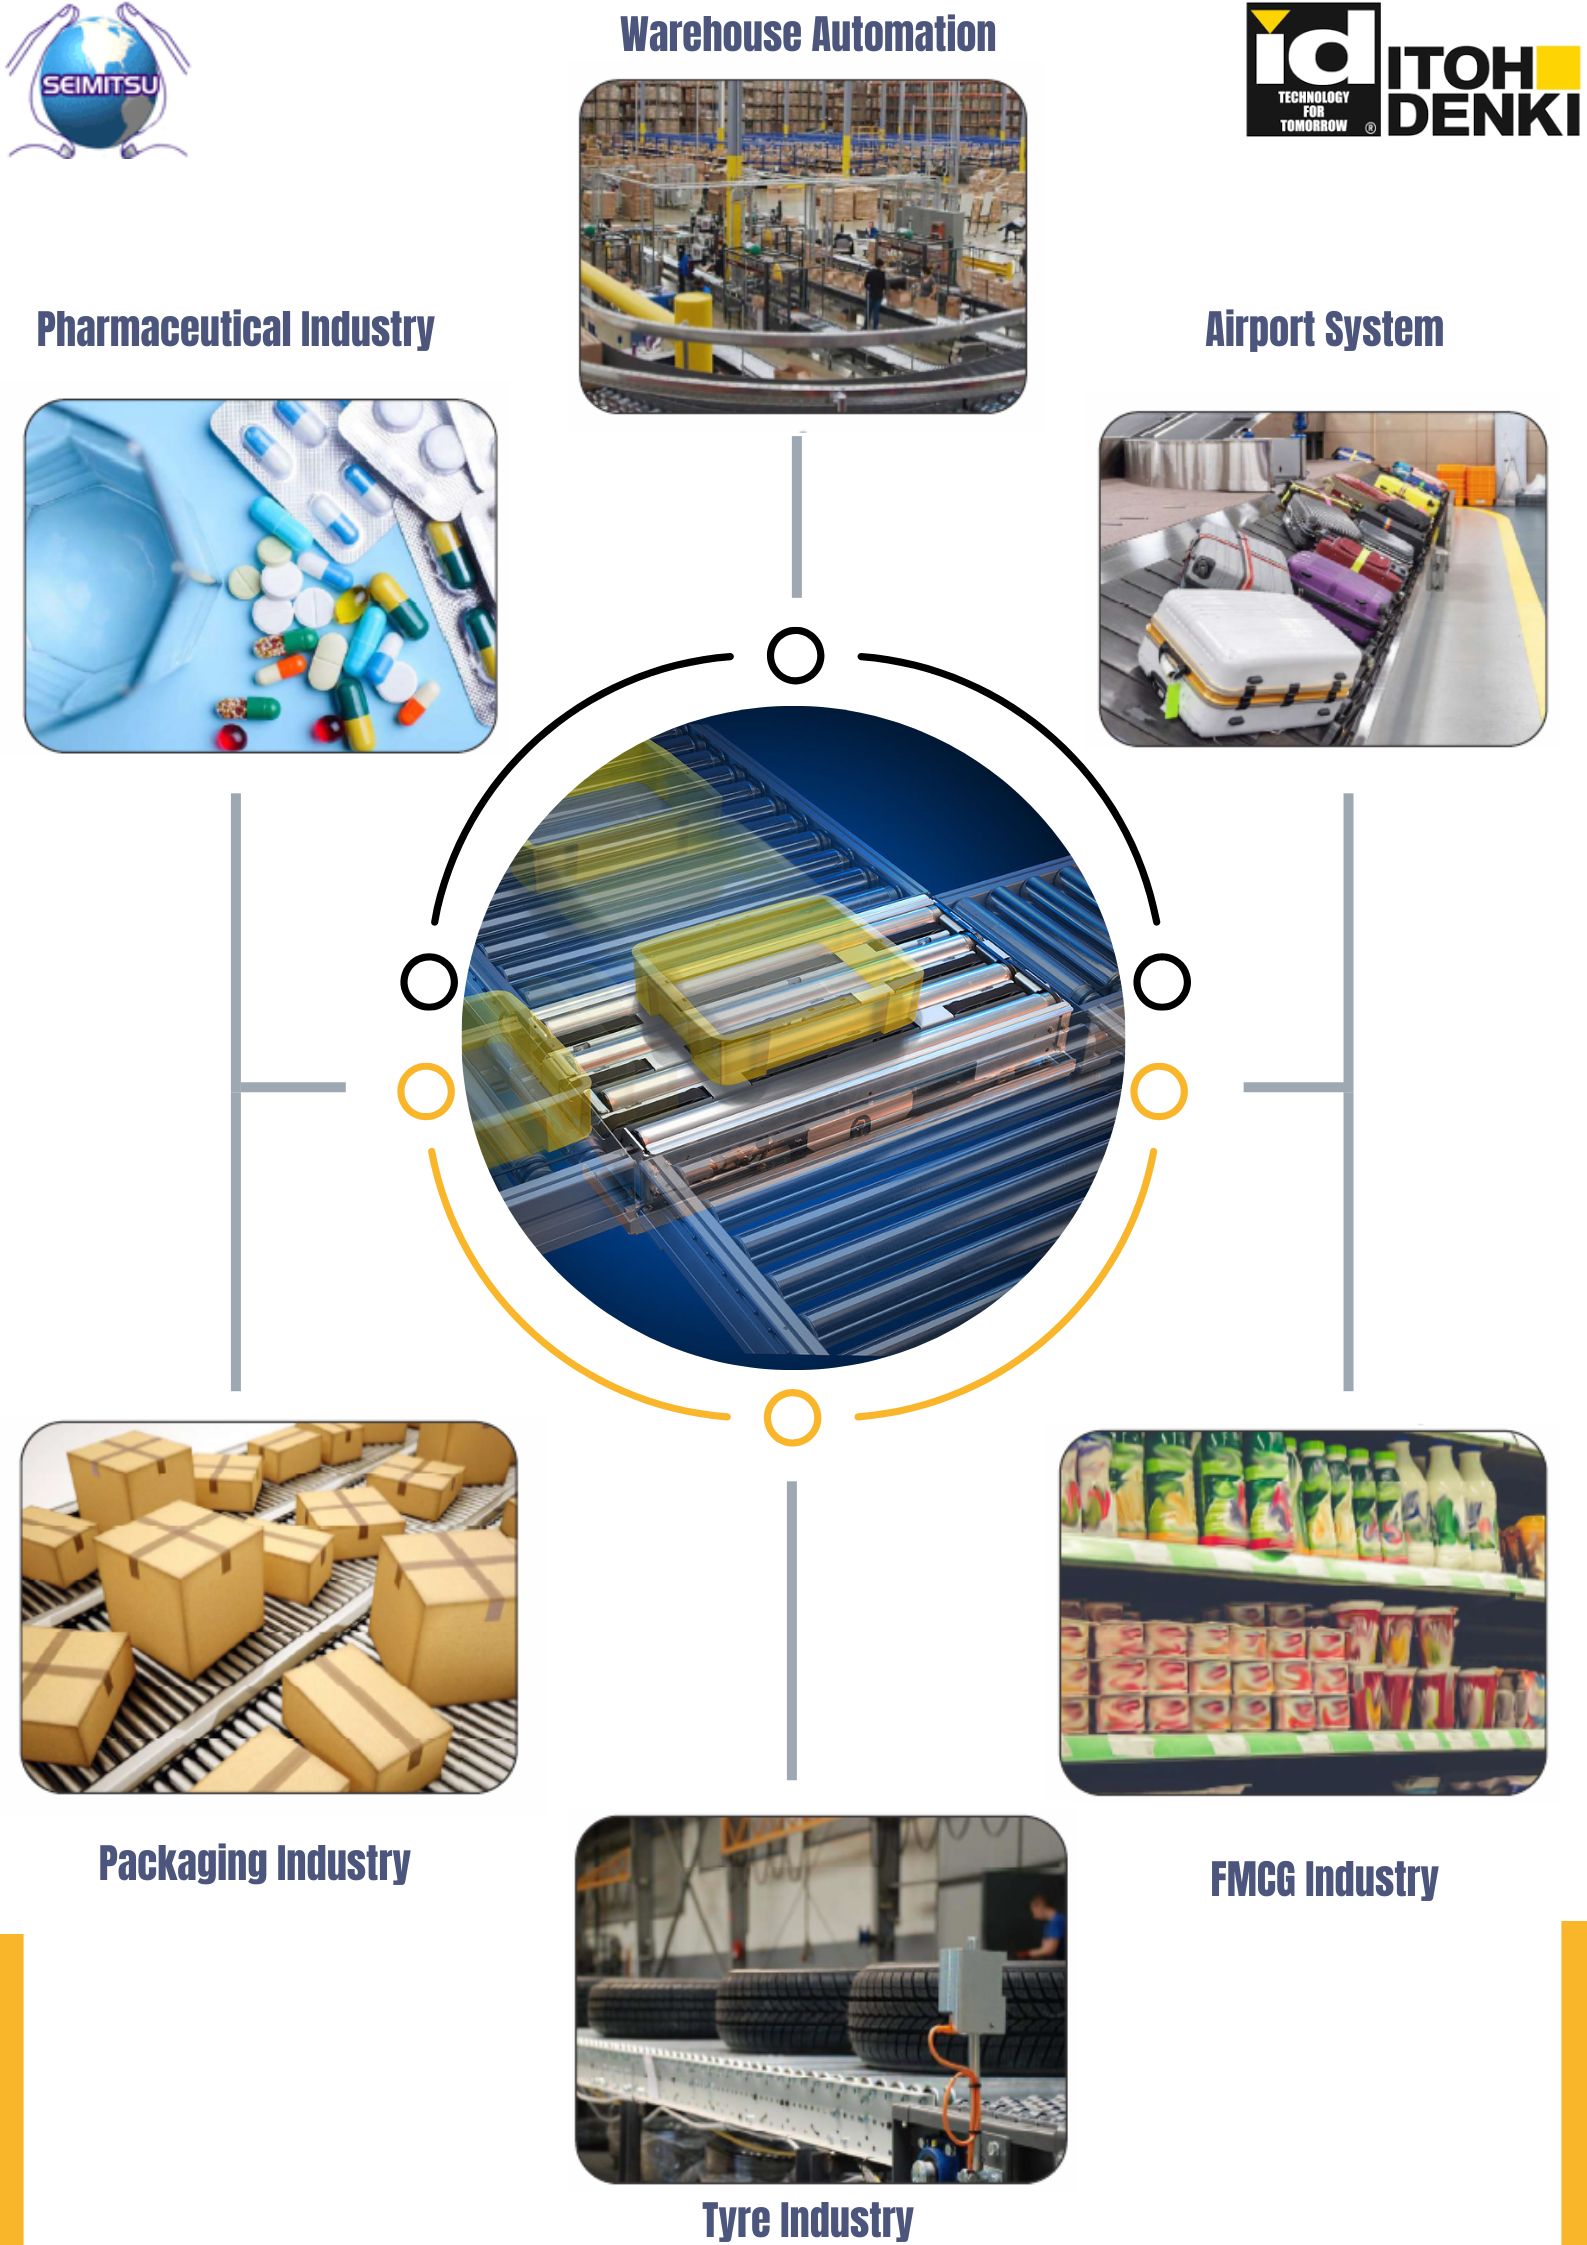 SEIMITSU
Warehouse Automation
id
TECHNOLOGY
FOR
TOMORROW ®
ITOH
DENKI
Pharmaceutical Industry
Airport System
Packaging Industry
FMCG Industry
Tyre Industry